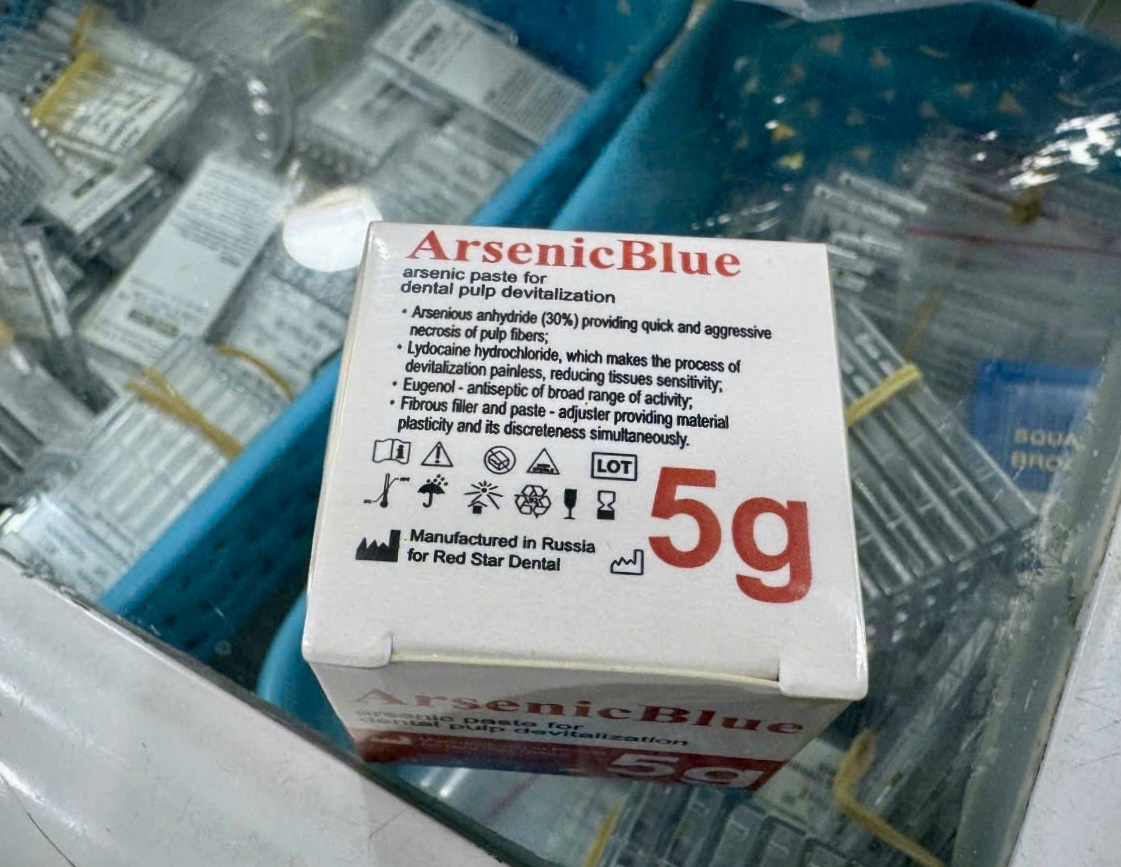 ArsenicBlue
arsenic paste for
dental pulp devitalization
• Arsenious anhydride (30%) providing quick and aggressive
necrosis of pulp fibers;
• Lydocaine hydrochloride, which makes the process of
devitalization painless, reducing tissues sensitivity;
• Eugenol - antiseptic of broad range of activity;
• Fibrous filler and paste - adjuster providing material
plasticity and its discreteness simultaneously.
LOT
5g
Manufactured in Russia
for Red Star Dental
ArsenicBlue
arsenic paste for
dental pulp devitalization
5g